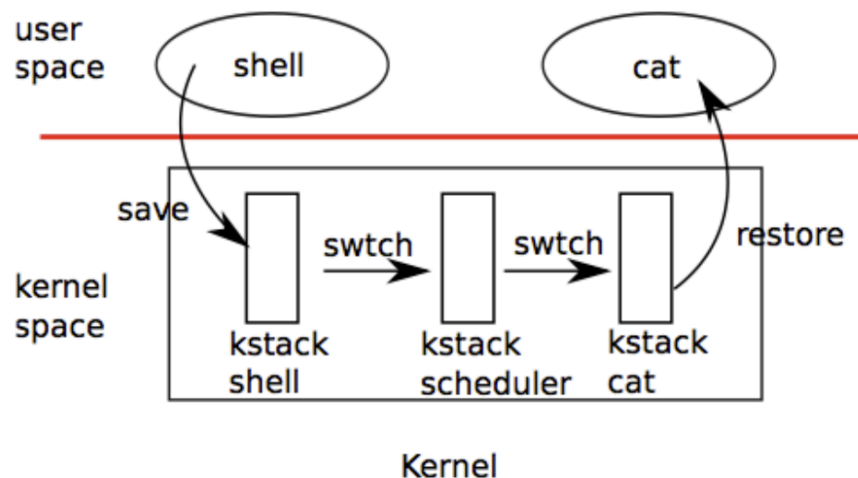 user
space
shell
cat
save
swtch
swtch
restore
kernel
space
kstack
shell
kstack
scheduler
kstack
cat
Kernel